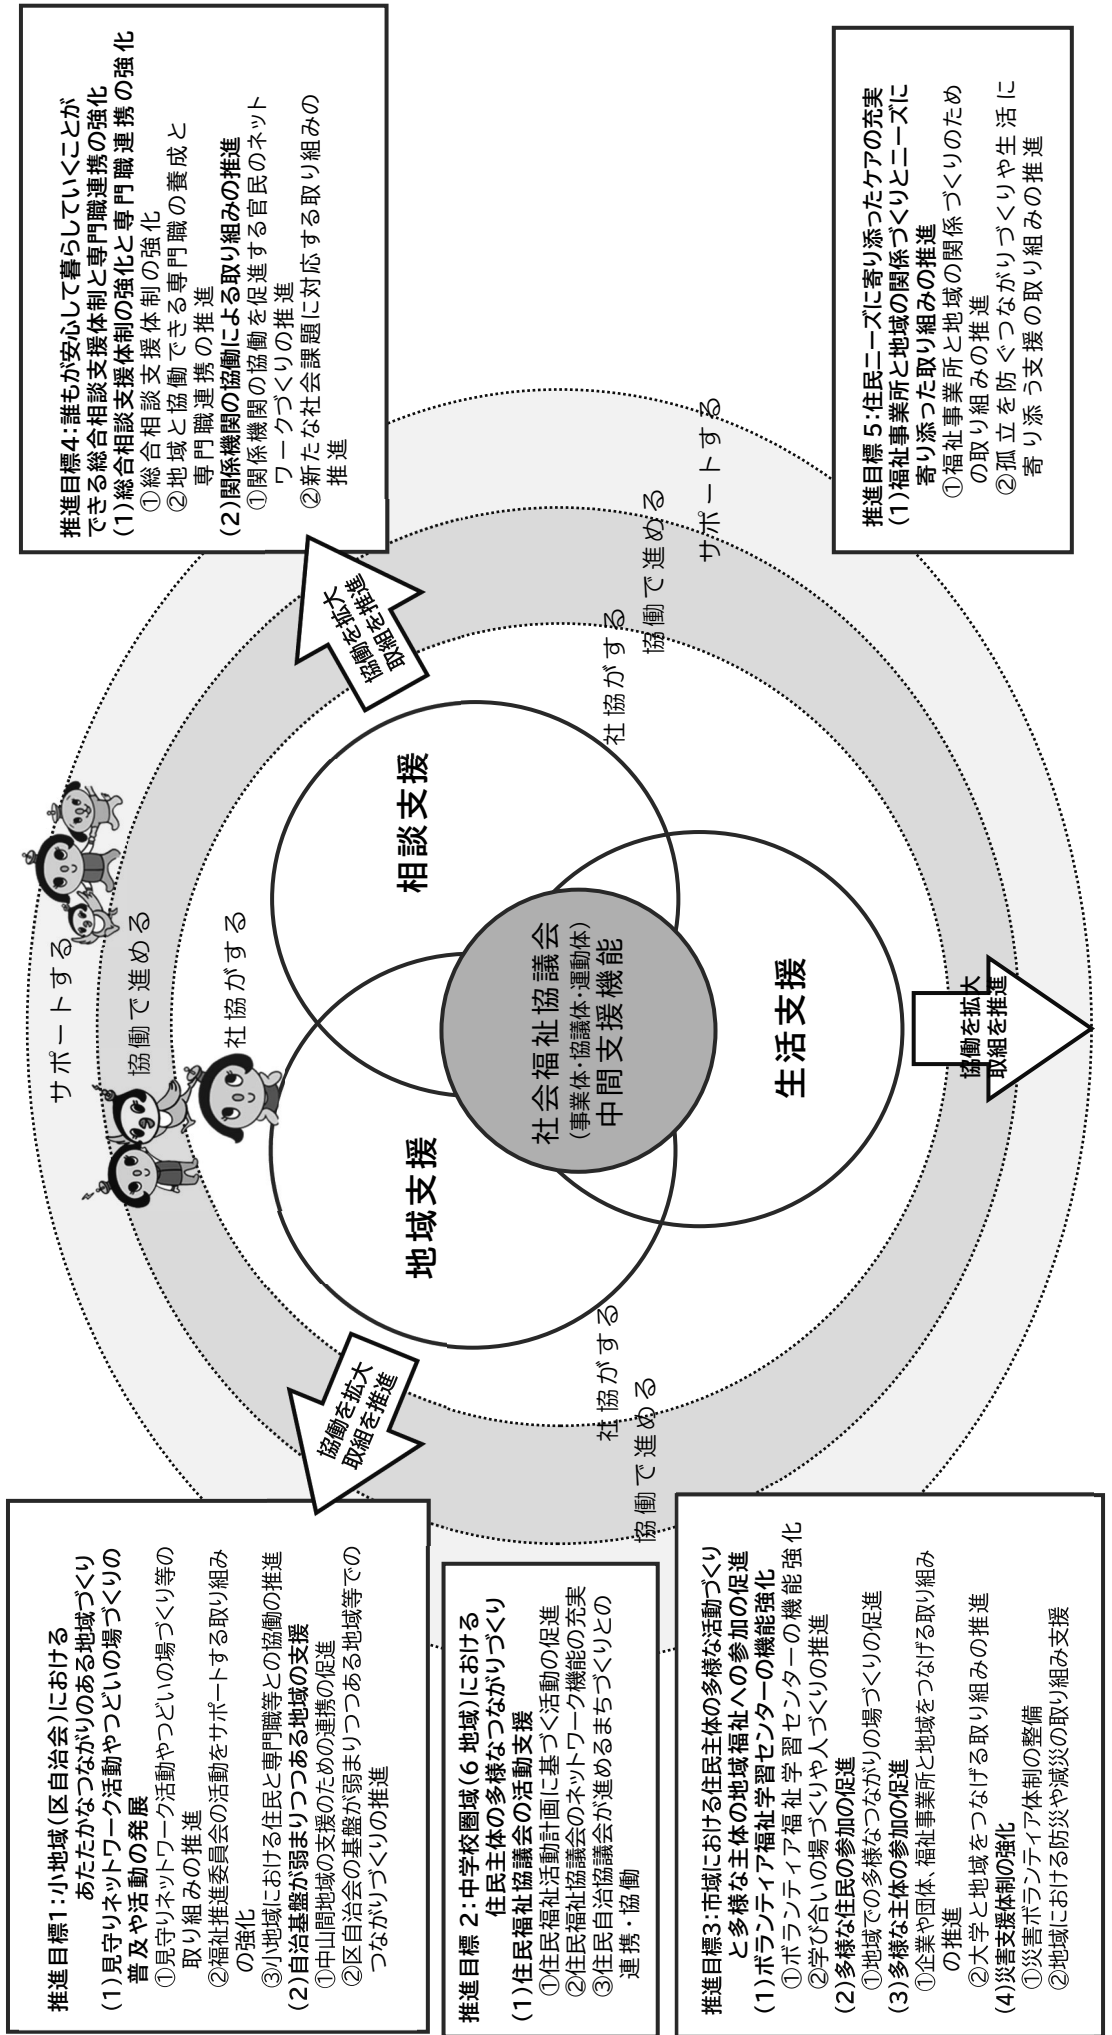 推進目標1:小地域(区自治会)における
あたたかなつながりのある地域づくり
(1)見守りネットワーク活動やつどいの場づくりの
普及や活動の発展
①見守りネットワーク活動やつどいの場づくり等の
取り組みの推進
②福祉推進委員会の活動をサポートする取り組み
の強化
③小地域における住民と専門職等との協働の推進
(2)自治基盤が弱まりつつある地域の支援
①中山間地域の支援のための連携の促進
②区自治会の基盤が弱まりつつある地域等での
つながりづくりの推進
推進目標2:中学校圏域(6地域)における
住民主体の多様なつながりづくり
(1)住民福祉協議会の活動支援
①住民福祉活動計画に基づく活動の促進
②住民福祉協議会のネットワーク機能の充実
③住民自治協議会が進めるまちづくりとの
連携・協働
推進目標3:市域における住民主体の多様な活動づくり
と多様な主体の地域福祉への参加の促進
(1)ボランティア福祉学習センターの機能強化
①ボランティア福祉学習センターの機能強化
②学び合いの場づくりや人づくりの推進
(2)多様な住民の参加の促進
①地域での多様なつながりの場づくりの促進
(3)多様な主体の参加の促進
①企業や団体、福祉事業所と地域をつなげる取り組み
の推進
②大学と地域をつなげる取り組みの推進
(4)災害支援体制の強化
①災害ボランティア体制の整備
②地域における防災や減災の取り組み支援
サポートする
協働で進める
社協がする
協働を拡大
取組を推進
地域支援
相談支援
社会福祉協議会
(事業体・協議体・運動体)
中間支援機能
生活支援
社協がする
協働で進める
協働を拡大
取組を推進
協働を拡大
取組を推進
社協がする
協働で進める
サポートする
推進目標4:誰もが安心して暮らしていくことが
できる総合相談支援体制と専門職連携の強化
(1)総合相談支援体制の強化と専門職連携の強化
①総合相談支援体制の強化
②地域と協働できる専門職の養成と
専門職連携の推進
(2)関係機関の協働による取り組みの推進
①関係機関の協働を促進する官民のネット
ワークづくりの推進
②新たな社会課題に対応する取り組みの
推進
推進目標5:住民ニーズに寄り添ったケアの充実
(1)福祉事業所と地域の関係づくりとニーズに
寄り添った取り組みの推進
①福祉事業所と地域の関係づくりのため
の取り組みの推進
②孤立を防ぐつながりづくりや生活に
寄り添う支援の取り組みの推進